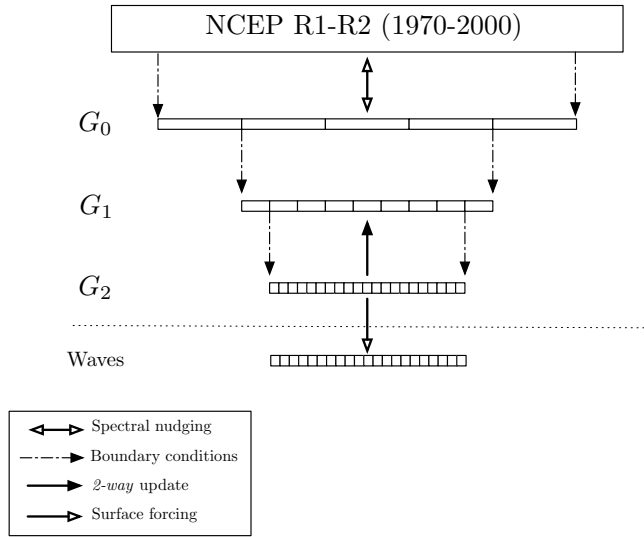 NCEP R1-R2 (1970-2000)
G₀
G₁
G₂
Waves
Spectral nudging
Boundary conditions
2-way update
Surface forcing